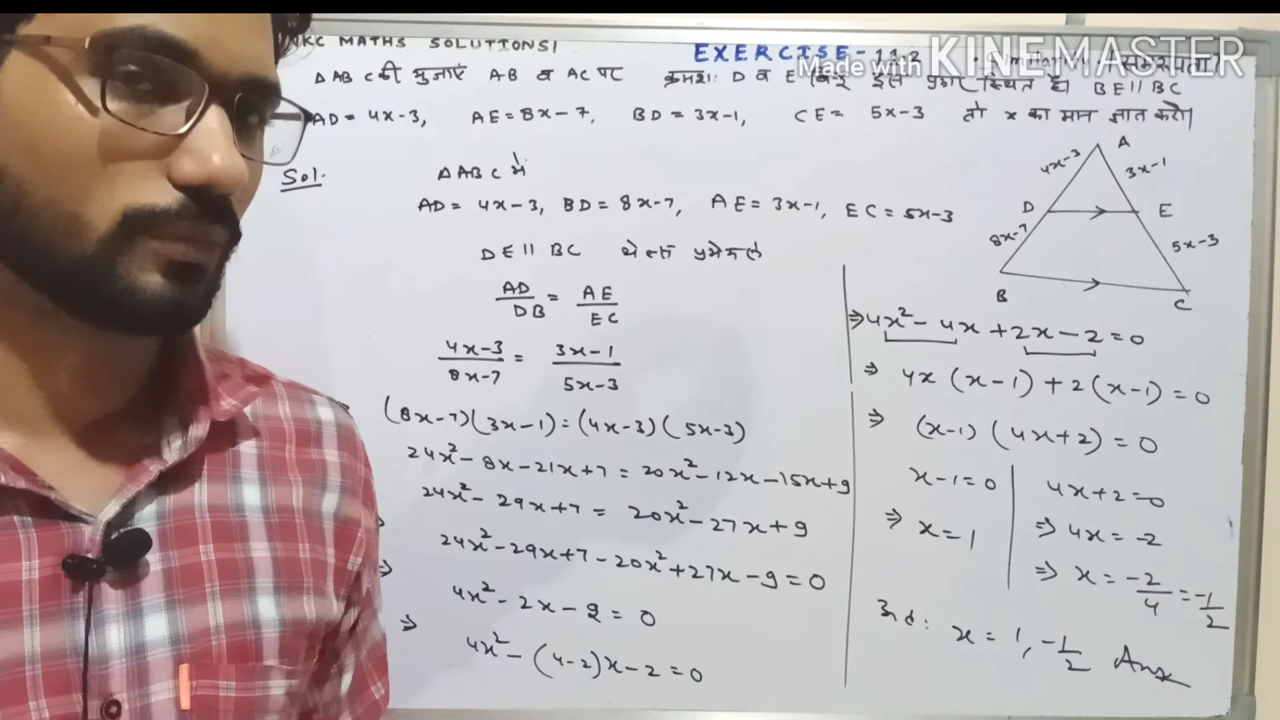 NKC MATHS SOLUTIONS
EXERCISE - 11.2
Made with KINEMASTER
Δ ABC की भुजाएं AB व AC पर क्रमशः D व E बिंदु इस प्रकार स्थित है। BE || BC
AD = 4x-3, AE = 8x-7, BD = 3x-1, CE = 5x-3 तो x का मान ज्ञात करो।
Sol.
Δ ABC में
AD = 4x-3, BD = 8x-7, AE = 3x-1, EC = 5x-3
DE || BC थेल्स प्रमेय से
AD/DB = AE/EC
4x-3/8x-7 = 3x-1/5x-3
(8x-7)(3x-1) = (4x-3)(5x-3)
24x² - 8x - 21x + 7 = 20x² - 12x - 15x + 9
24x² - 29x + 7 = 20x² - 27x + 9
24x² - 29x + 7 - 20x² + 27x - 9 = 0
⇒ 4x² - 2x - 2 = 0
⇒ 4x² - (4-2)x - 2 = 0
A
4x-3
3x-1
D
E
8x-7
5x-3
B
C
⇒ 4x² - 4x + 2x - 2 = 0
⇒ 4x(x-1) + 2(x-1) = 0
⇒ (x-1)(4x+2) = 0
x-1 = 0
⇒ x = 1
4x+2 = 0
⇒ 4x = -2
⇒ x = -2/4 = -1/2
अतः x = 1, -1/2 Ans